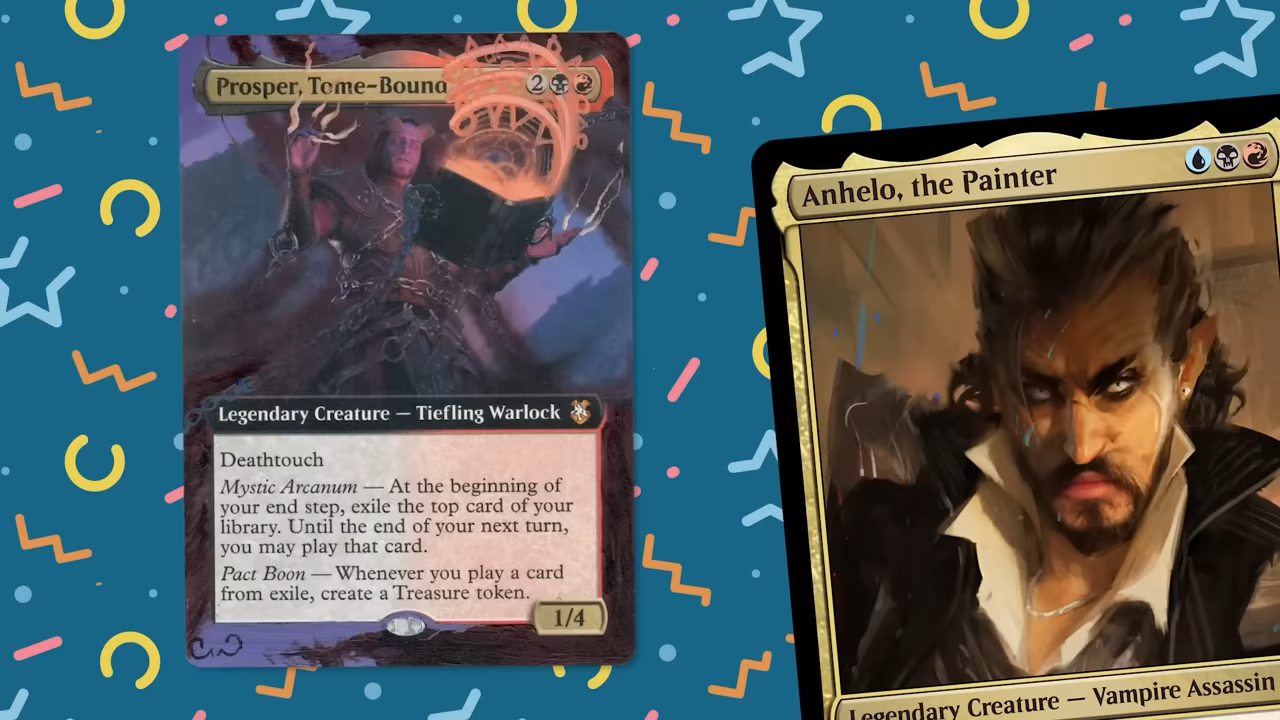 Prosper, Tome-Bound
2
Legendary Creature — Tiefling Warlock
Deathtouch
Mystic Arcanum — At the beginning of
your end step, exile the top card of your
library. Until the end of your next turn,
you may play that card.
Pact Boon — Whenever you play a card
from exile, create a Treasure token.
1/4
Anhelo, the Painter
Legendary Creature — Vampire Assassin